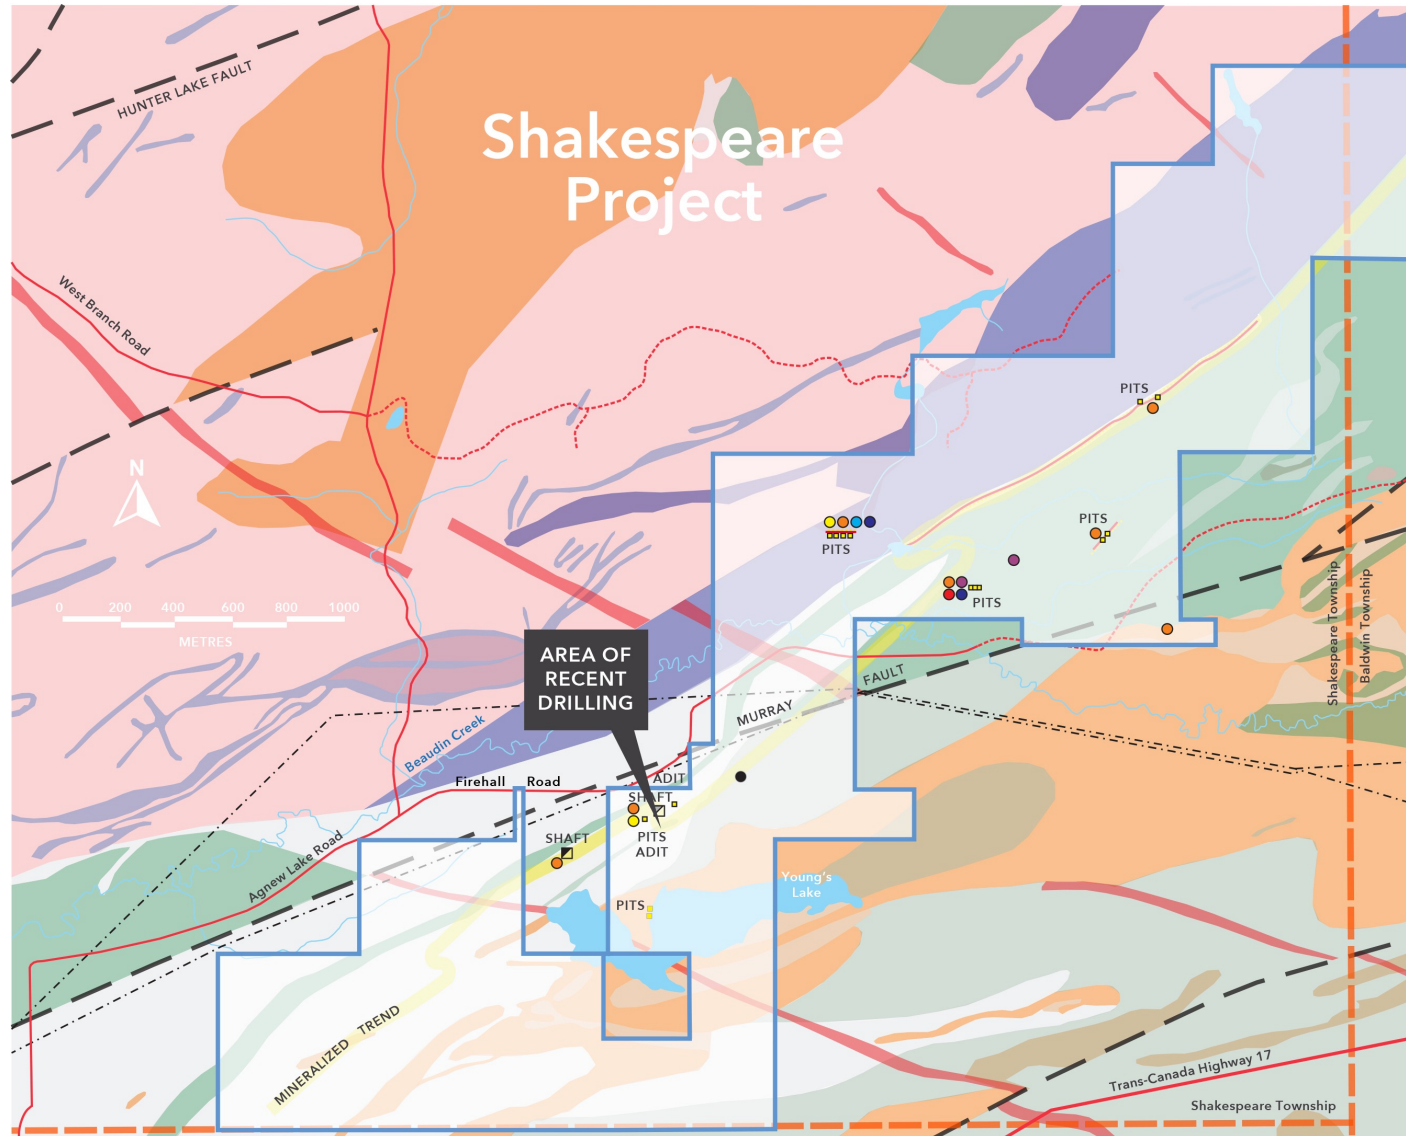 HUNTER LAKE FAULT
Shakespeare
Project
West Branch Road
PITS
N
PITS
PITS
PITS
0 200 400 600 800 1000
METRES
AREA OF
RECENT
DRILLING
Shakespeare Township
Baldwin Township
FAULT
MURRAY
Beaudin Creek
Firehall Road
ADIT
SHAFT
PITS
ADIT
SHAFT
Agnew Lake Road
Young's
Lake
PITS
MINERALIZED TREND
Trans-Canada Highway 17
Shakespeare Township